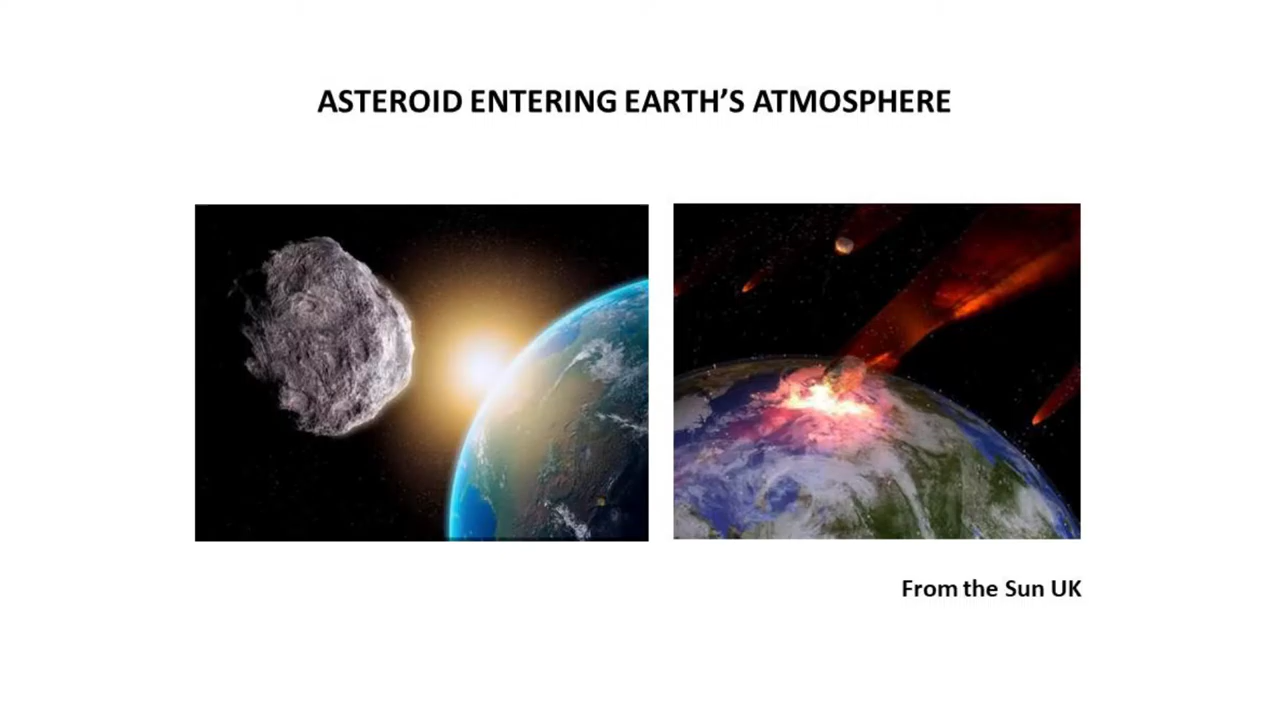 ASTEROID ENTERING EARTH’S ATMOSPHERE
From the Sun UK